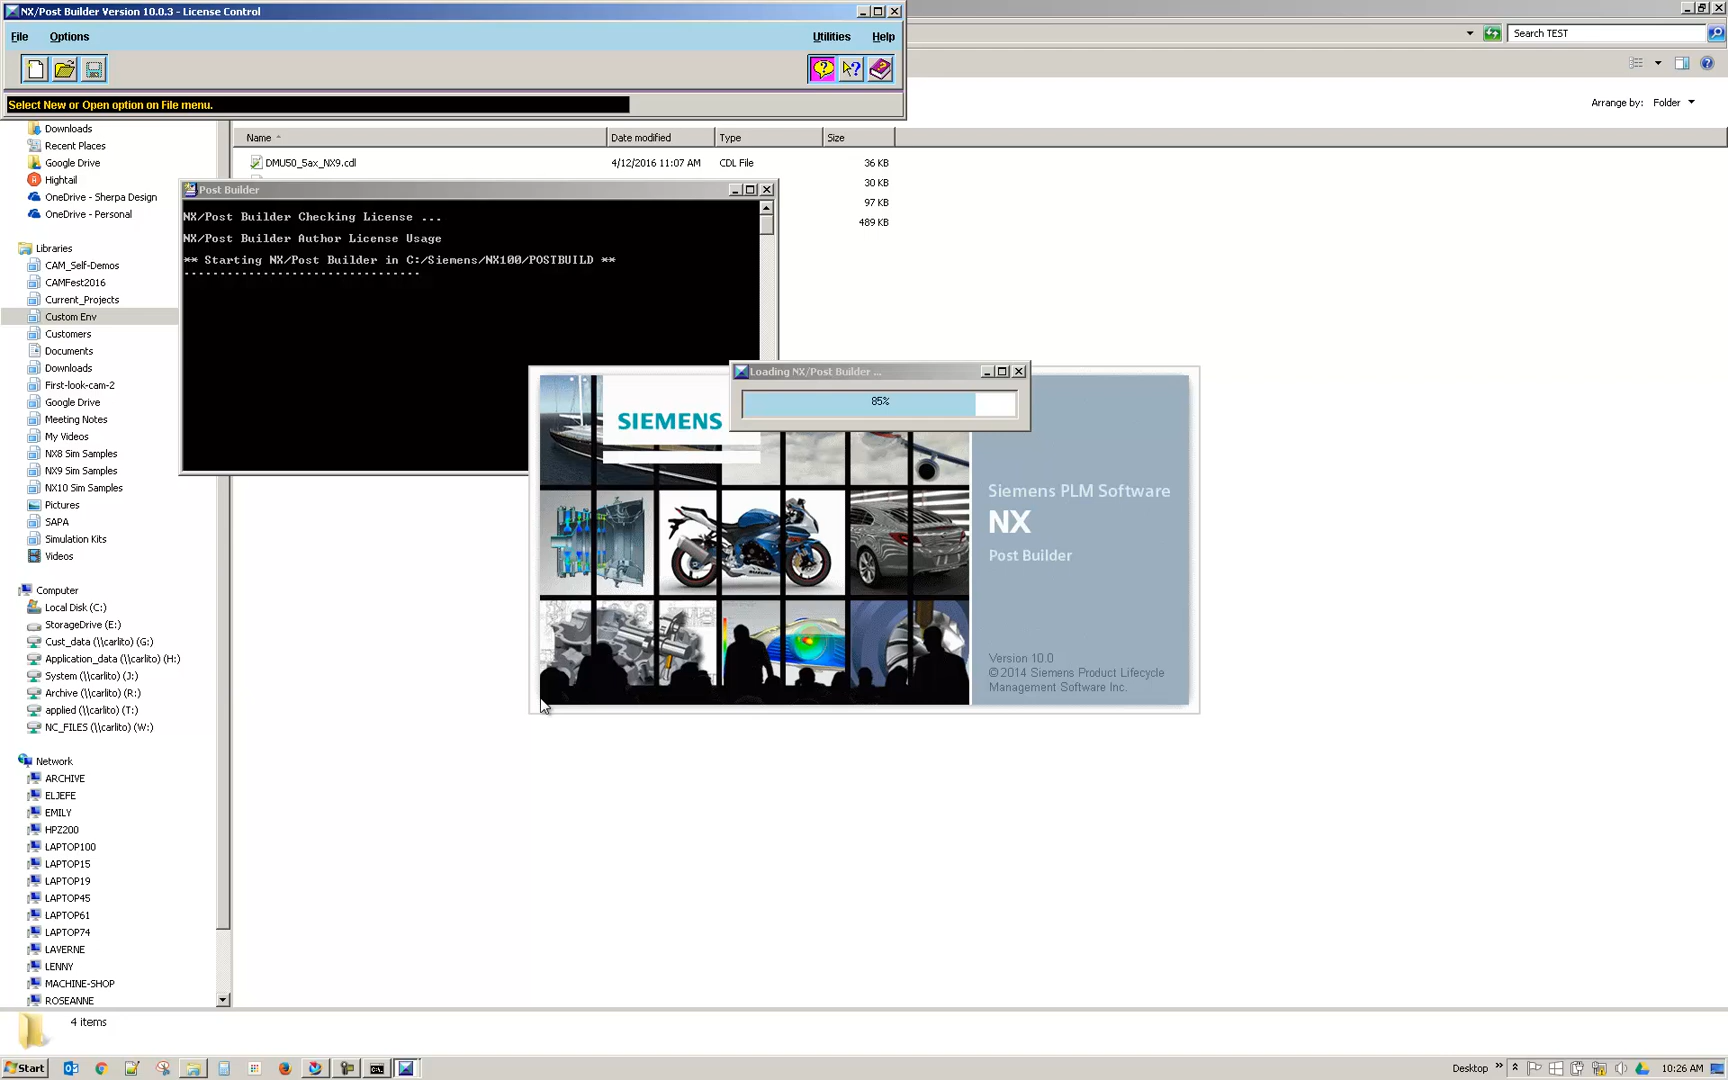 NX/Post Builder Version 10.0.3 - License Control
File Options Utilities Help
Select New or Open option on File menu.
Search TEST
Arrange by: Folder
Name Date modified Type Size
DMU50_5ax_NX9.cdl 4/12/2016 11:07 AM CDL File 36 KB
30 KB
97 KB
489 KB
Downloads
Recent Places
Google Drive
Hightail
OneDrive - Sherpa Design
OneDrive - Personal
Libraries
CAM_Self-Demos
CAMFest2016
Current_Projects
Custom Env
Customers
Documents
Downloads
First-look-cam-2
Google Drive
Meeting Notes
My Videos
NX8 Sim Samples
NX9 Sim Samples
NX10 Sim Samples
Pictures
SAPA
Simulation Kits
Videos
Computer
Local Disk (C:)
StorageDrive (E:)
Cust_data (\\carlito) (G:)
Application_data (\\carlito) (H:)
System (\\carlito) (J:)
Archive (\\carlito) (R:)
applied (\\carlito) (T:)
NC_FILES (\\carlito) (W:)
Network
ARCHIVE
ELJEFE
EMILY
HPZ200
LAPTOP100
LAPTOP15
LAPTOP19
LAPTOP45
LAPTOP61
LAPTOP74
LAVERNE
LENNY
MACHINE-SHOP
ROSEANNE
Post Builder
NX/Post Builder Checking License ...
NX/Post Builder Author License Usage
** Starting NX/Post Builder in C:/Siemens/NX100/POSTBUILD **
---------------------------------
Loading NX/Post Builder ...
85%
SIEMENS
Siemens PLM Software
NX
Post Builder
Version 10.0
©2014 Siemens Product Lifecycle
Management Software Inc.
4 items
Start Desktop 10:26 AM